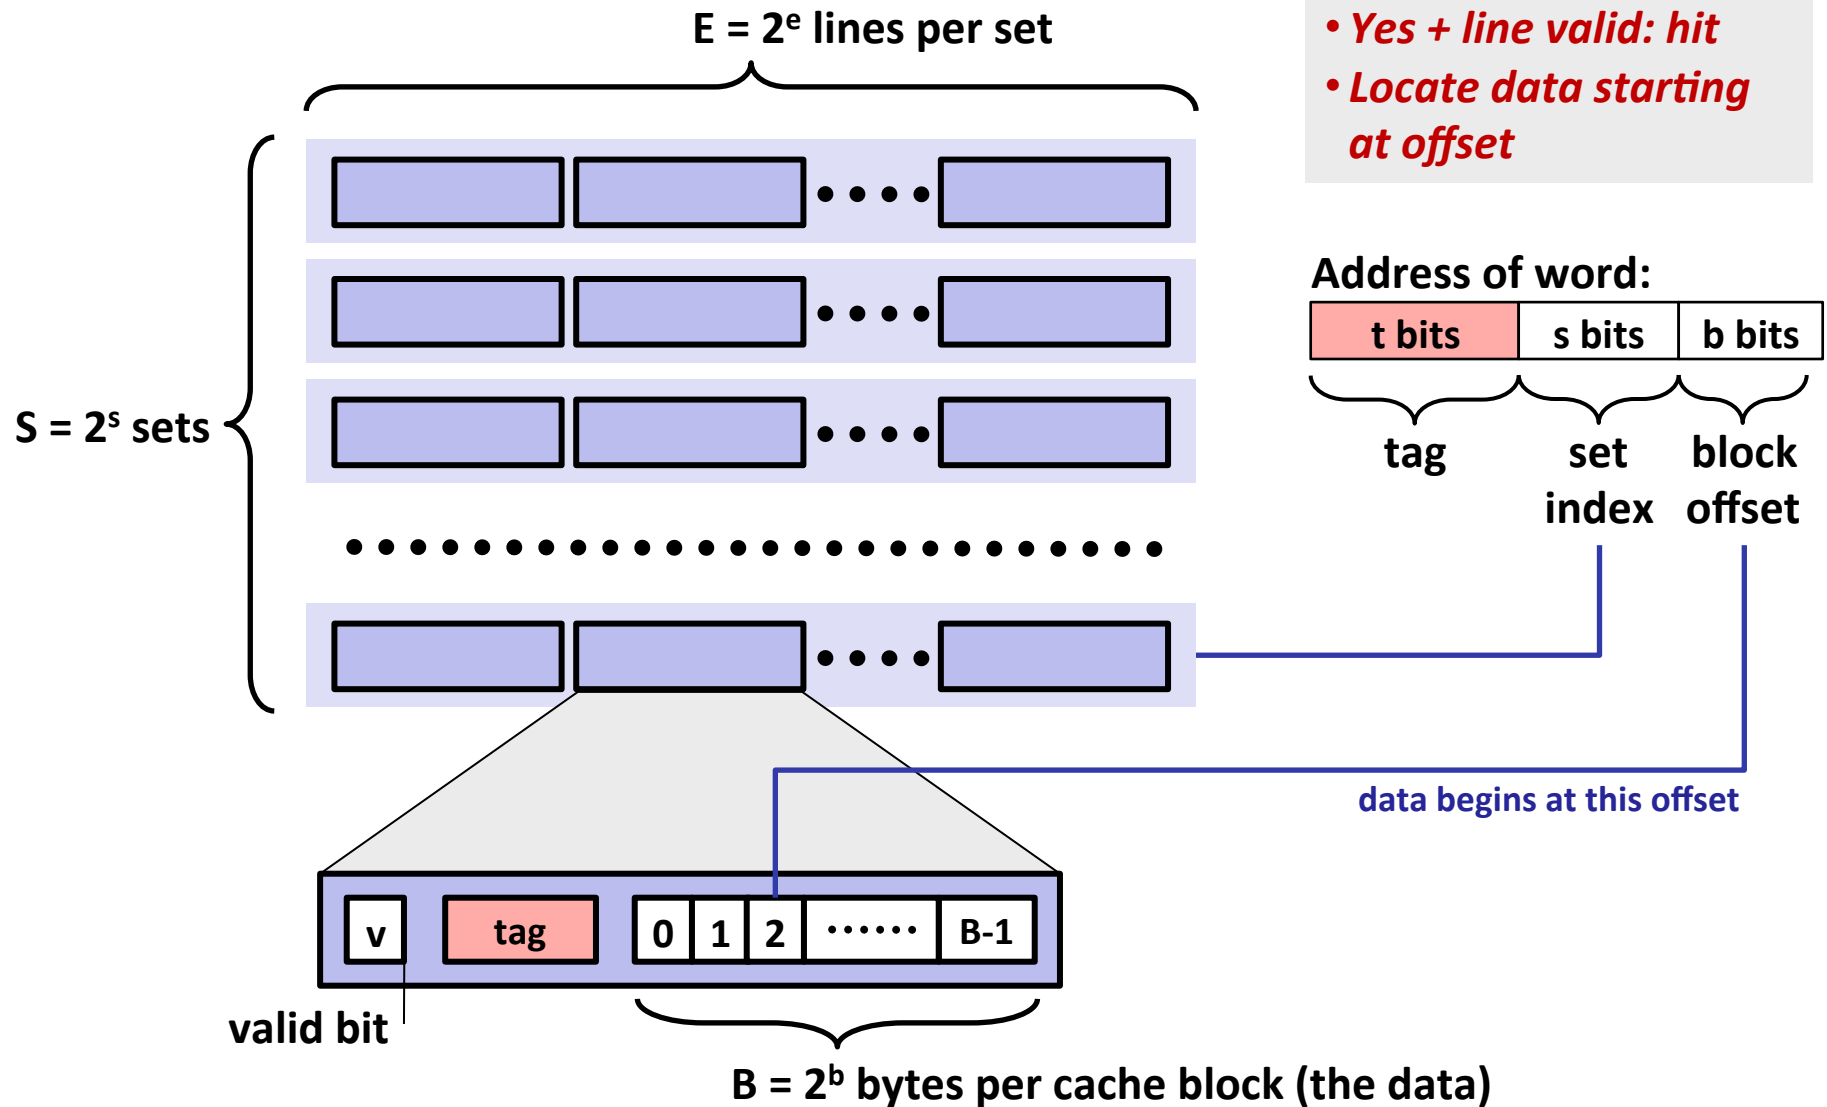 E = 2ᵉ lines per set
• Yes + line valid: hit
• Locate data starting
at offset
Address of word:
t bits s bits b bits
S = 2ˢ sets
tag set block
index offset
data begins at this offset
v tag 0 1 2 •••••• B-1
valid bit
B = 2ᵇ bytes per cache block (the data)